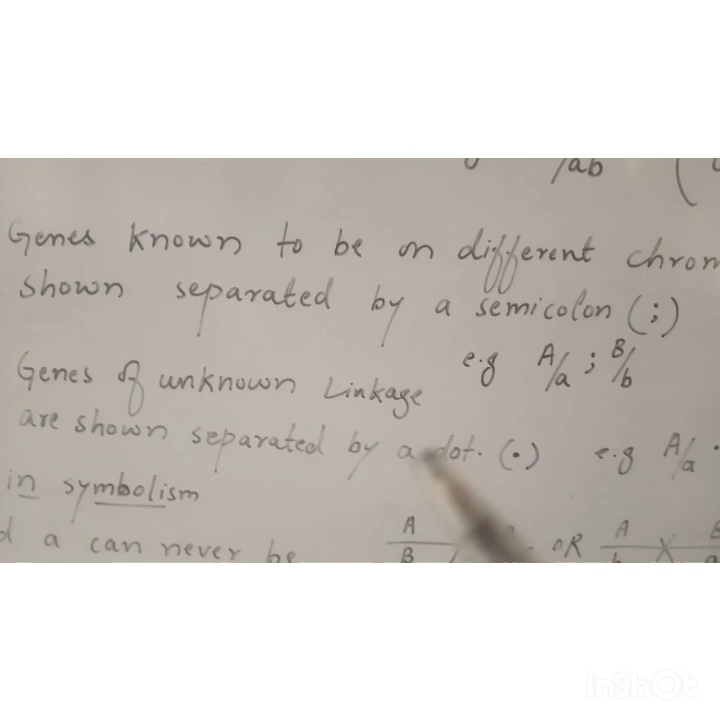 /ab (
Genes known to be on different chrom
shown separated by a semicolon (;)
e.g A/a ; B/b
Genes of unknown Linkage
are shown separated by a dot. (•) e.g A/a •
in symbolism
d a can never be A B OR A
InShOt